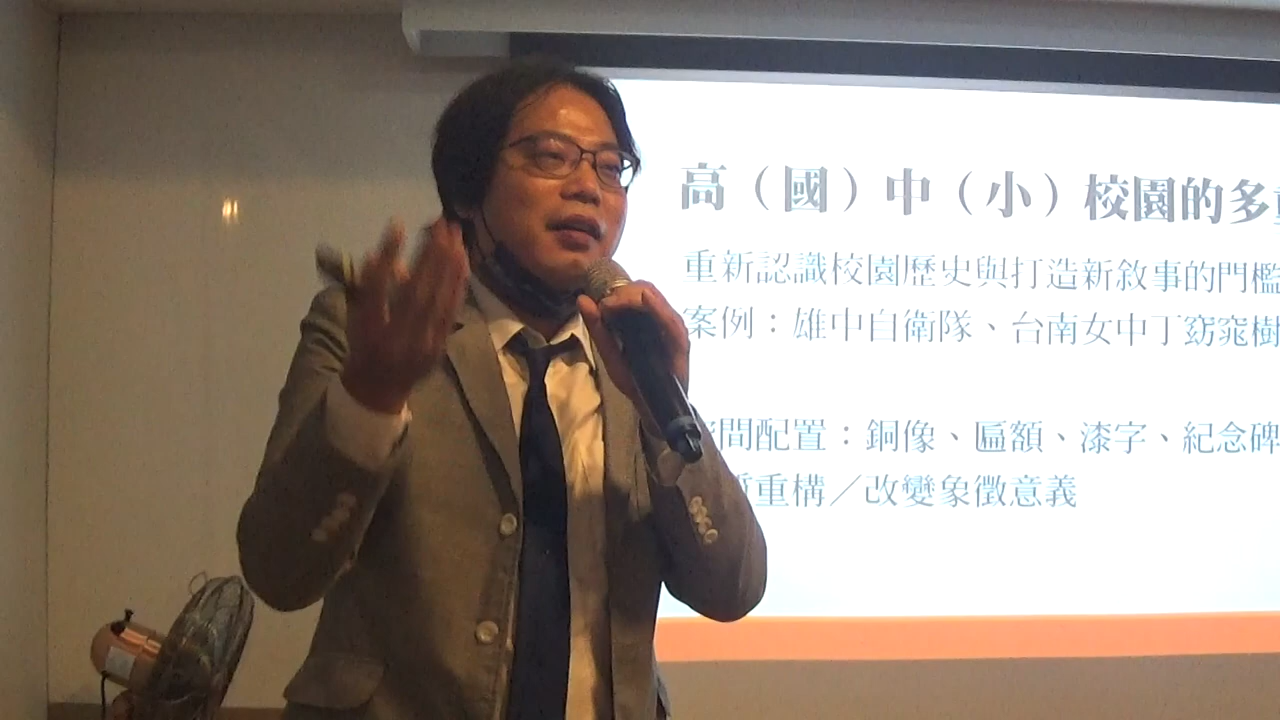 高（國）中（小）校園的多
重新認識校園歷史與打造新敘事的門檻
案例：雄中自衛隊、台南女中丁窈窕樹
間配置：銅像、匾額、漆字、紀念碑
重構／改變象徵意義